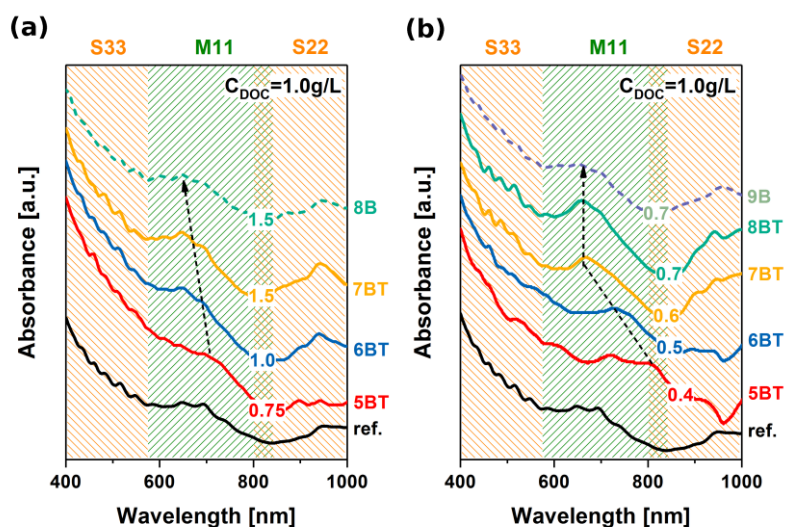 (a)
S33 M11 S22
C_DOC=1.0g/L
Absorbance [a.u.]
8B
1.5
7BT
1.5
6BT
1.0
5BT
0.75
ref.
400 600 800 1000
Wavelength [nm]
(b)
S33 M11 S22
C_DOC=1.0g/L
Absorbance [a.u.]
9B
0.7
8BT
0.7
7BT
0.6
6BT
0.5
5BT
0.4
ref.
400 600 800 1000
Wavelength [nm]